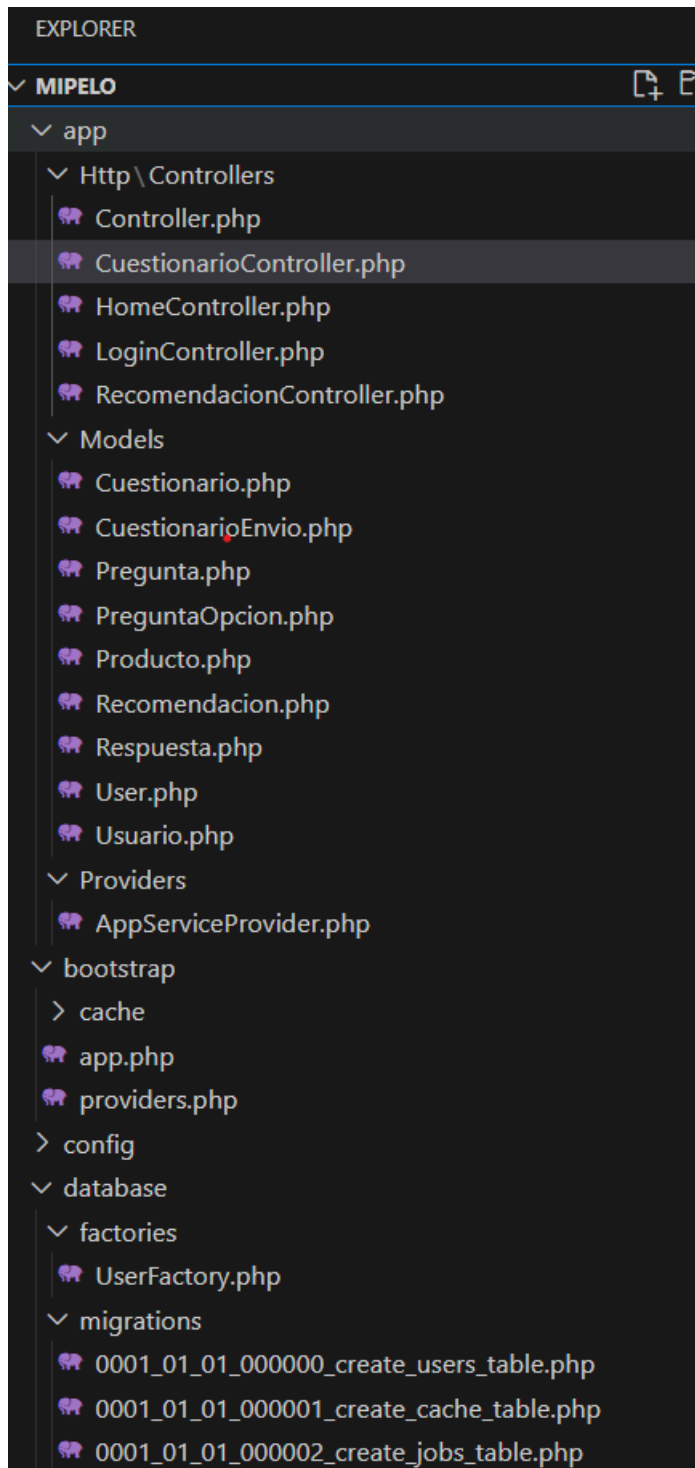 EXPLORER
MIPELO
app
Http\Controllers
Controller.php
CuestionarioController.php
HomeController.php
LoginController.php
RecomendacionController.php
Models
Cuestionario.php
CuestionarioEnvio.php
Pregunta.php
PreguntaOpcion.php
Producto.php
Recomendacion.php
Respuesta.php
User.php
Usuario.php
Providers
AppServiceProvider.php
bootstrap
cache
app.php
providers.php
config
database
factories
UserFactory.php
migrations
0001_01_01_000000_create_users_table.php
0001_01_01_000001_create_cache_table.php
0001_01_01_000002_create_jobs_table.php